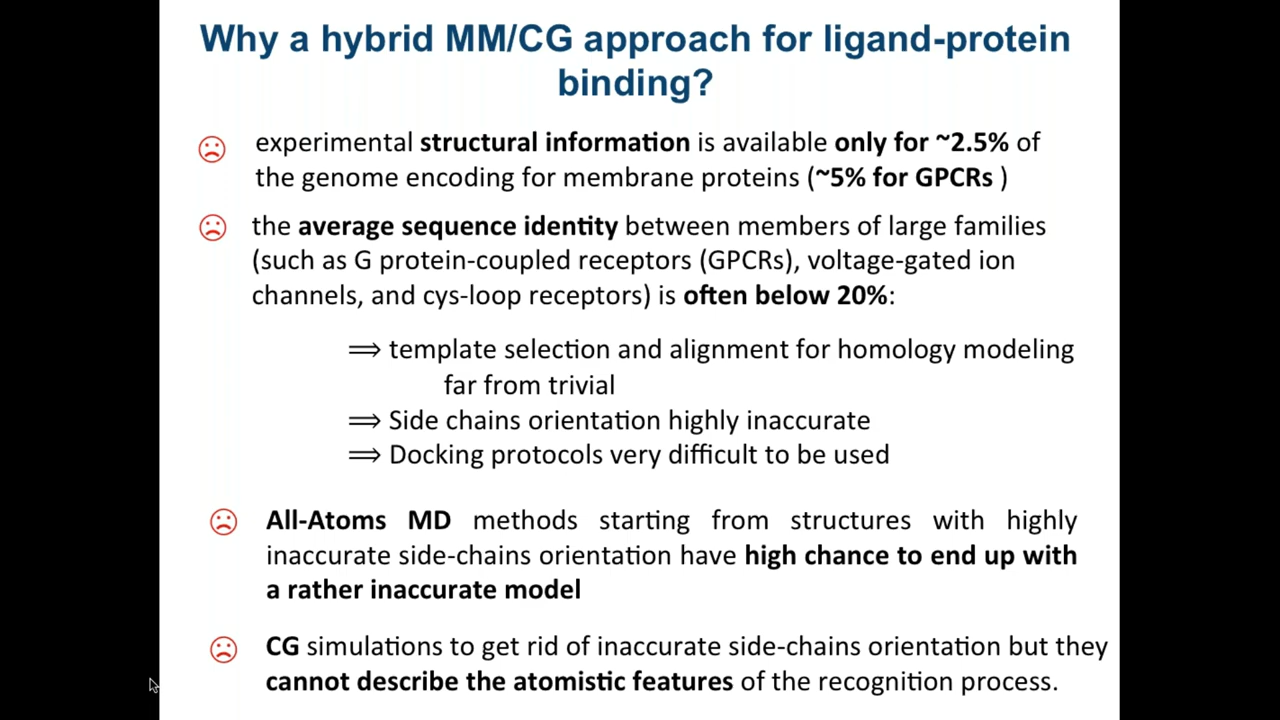 Why a hybrid MM/CG approach for ligand-protein
binding?
experimental structural information is available only for ~2.5% of
the genome encoding for membrane proteins (~5% for GPCRs )
the average sequence identity between members of large families
(such as G protein-coupled receptors (GPCRs), voltage-gated ion
channels, and cys-loop receptors) is often below 20%:
⟹ template selection and alignment for homology modeling
far from trivial
⟹ Side chains orientation highly inaccurate
⟹ Docking protocols very difficult to be used
All-Atoms MD methods starting from structures with highly
inaccurate side-chains orientation have high chance to end up with
a rather inaccurate model
CG simulations to get rid of inaccurate side-chains orientation but they
cannot describe the atomistic features of the recognition process.